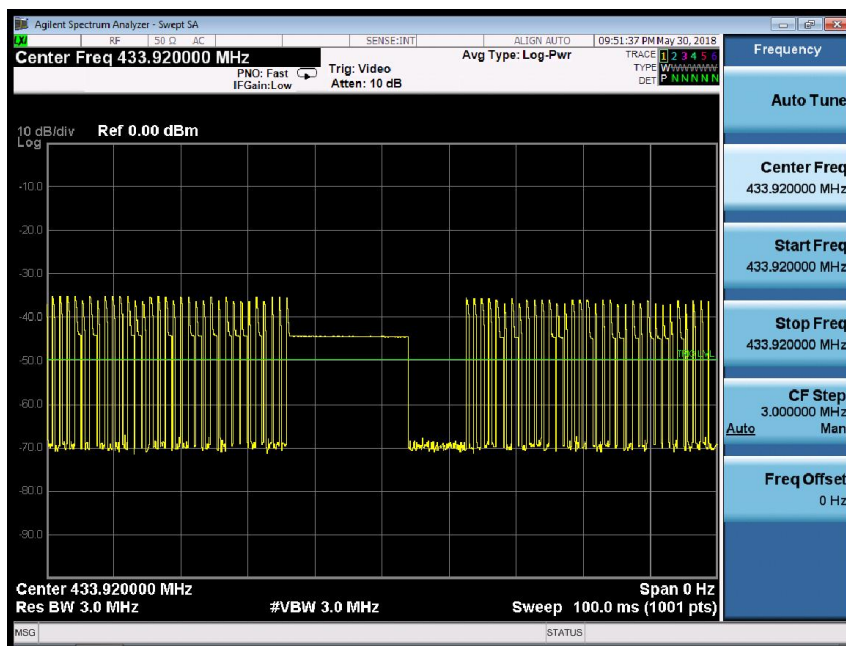 Agilent Spectrum Analyzer - Swept SA
LXI RF 50 Ω AC SENSE:INT ALIGN AUTO 09:51:37 PM May 30, 2018
Center Freq 433.920000 MHz
PNO: Fast
IFGain:Low
Trig: Video
Atten: 10 dB
Avg Type: Log-Pwr
TRACE 1 2 3 4 5 6
TYPE WWWWWW
DET P N N N N N
Frequency
Auto Tune
Center Freq
433.920000 MHz
Start Freq
433.920000 MHz
Stop Freq
433.920000 MHz
CF Step
3.000000 MHz
Auto Man
Freq Offset
0 Hz
10 dB/div Ref 0.00 dBm
Log
-10.0
-20.0
-30.0
-40.0
-50.0
-60.0
-70.0
-80.0
-90.0
TRIG LVL
Center 433.920000 MHz Span 0 Hz
Res BW 3.0 MHz #VBW 3.0 MHz Sweep 100.0 ms (1001 pts)
MSG STATUS